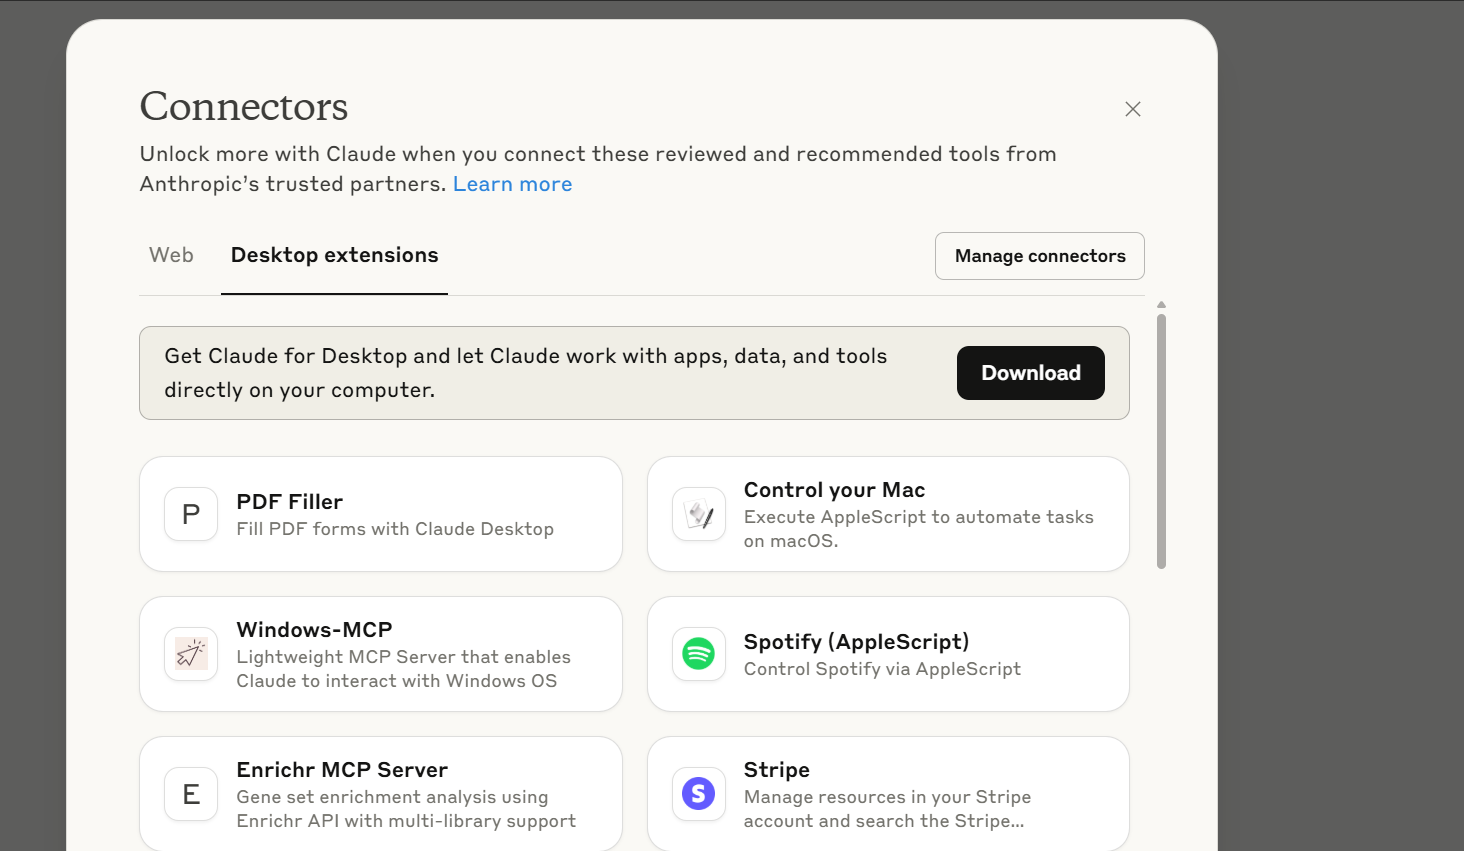 Connectors
Unlock more with Claude when you connect these reviewed and recommended tools from
Anthropic’s trusted partners. Learn more
Web
Desktop extensions
Manage connectors
Get Claude for Desktop and let Claude work with apps, data, and tools
directly on your computer.
Download
P
PDF Filler
Fill PDF forms with Claude Desktop
Control your Mac
Execute AppleScript to automate tasks
on macOS.
Windows-MCP
Lightweight MCP Server that enables
Claude to interact with Windows OS
Spotify (AppleScript)
Control Spotify via AppleScript
E
Enrichr MCP Server
Gene set enrichment analysis using
Enrichr API with multi-library support
S
Stripe
Manage resources in your Stripe
account and search the Stripe...